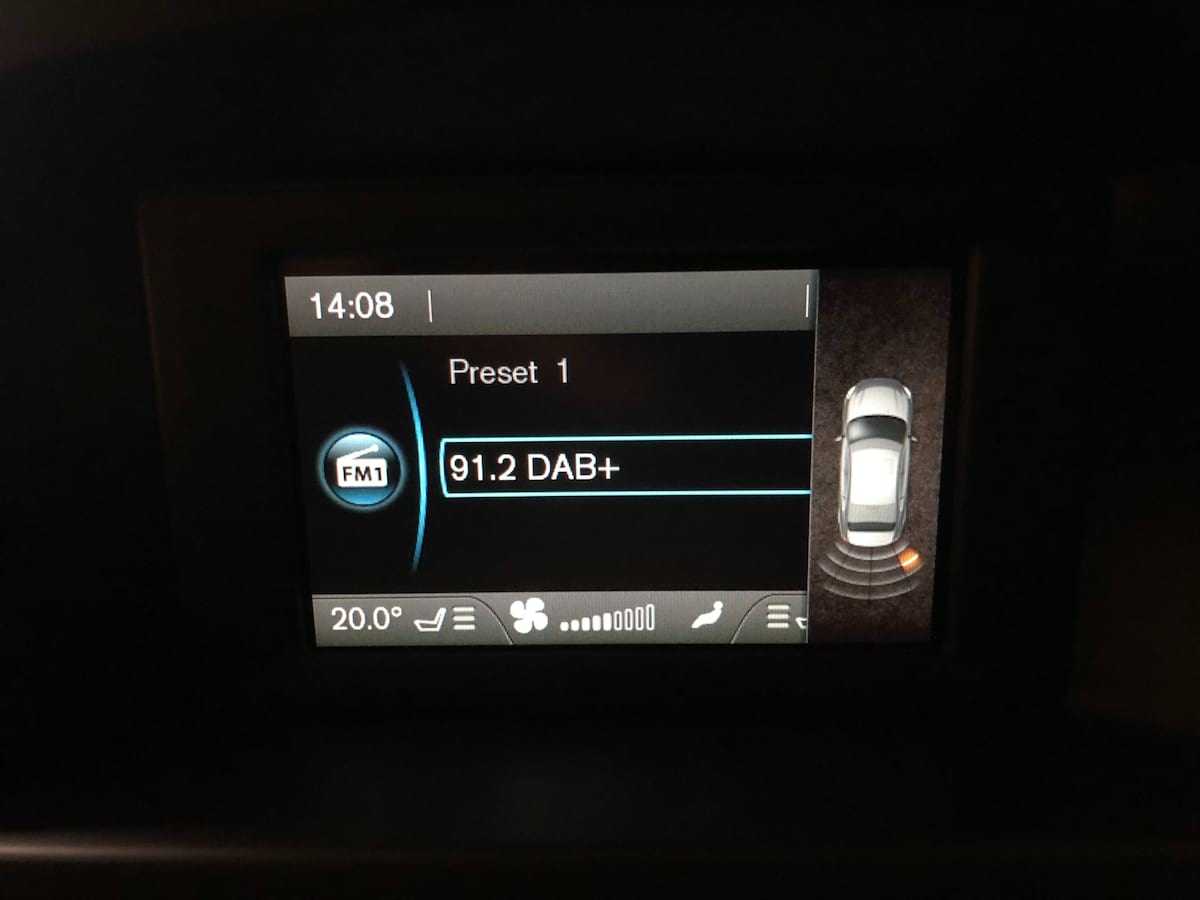 14:08
Preset 1
FM1
91.2 DAB+
20.0°